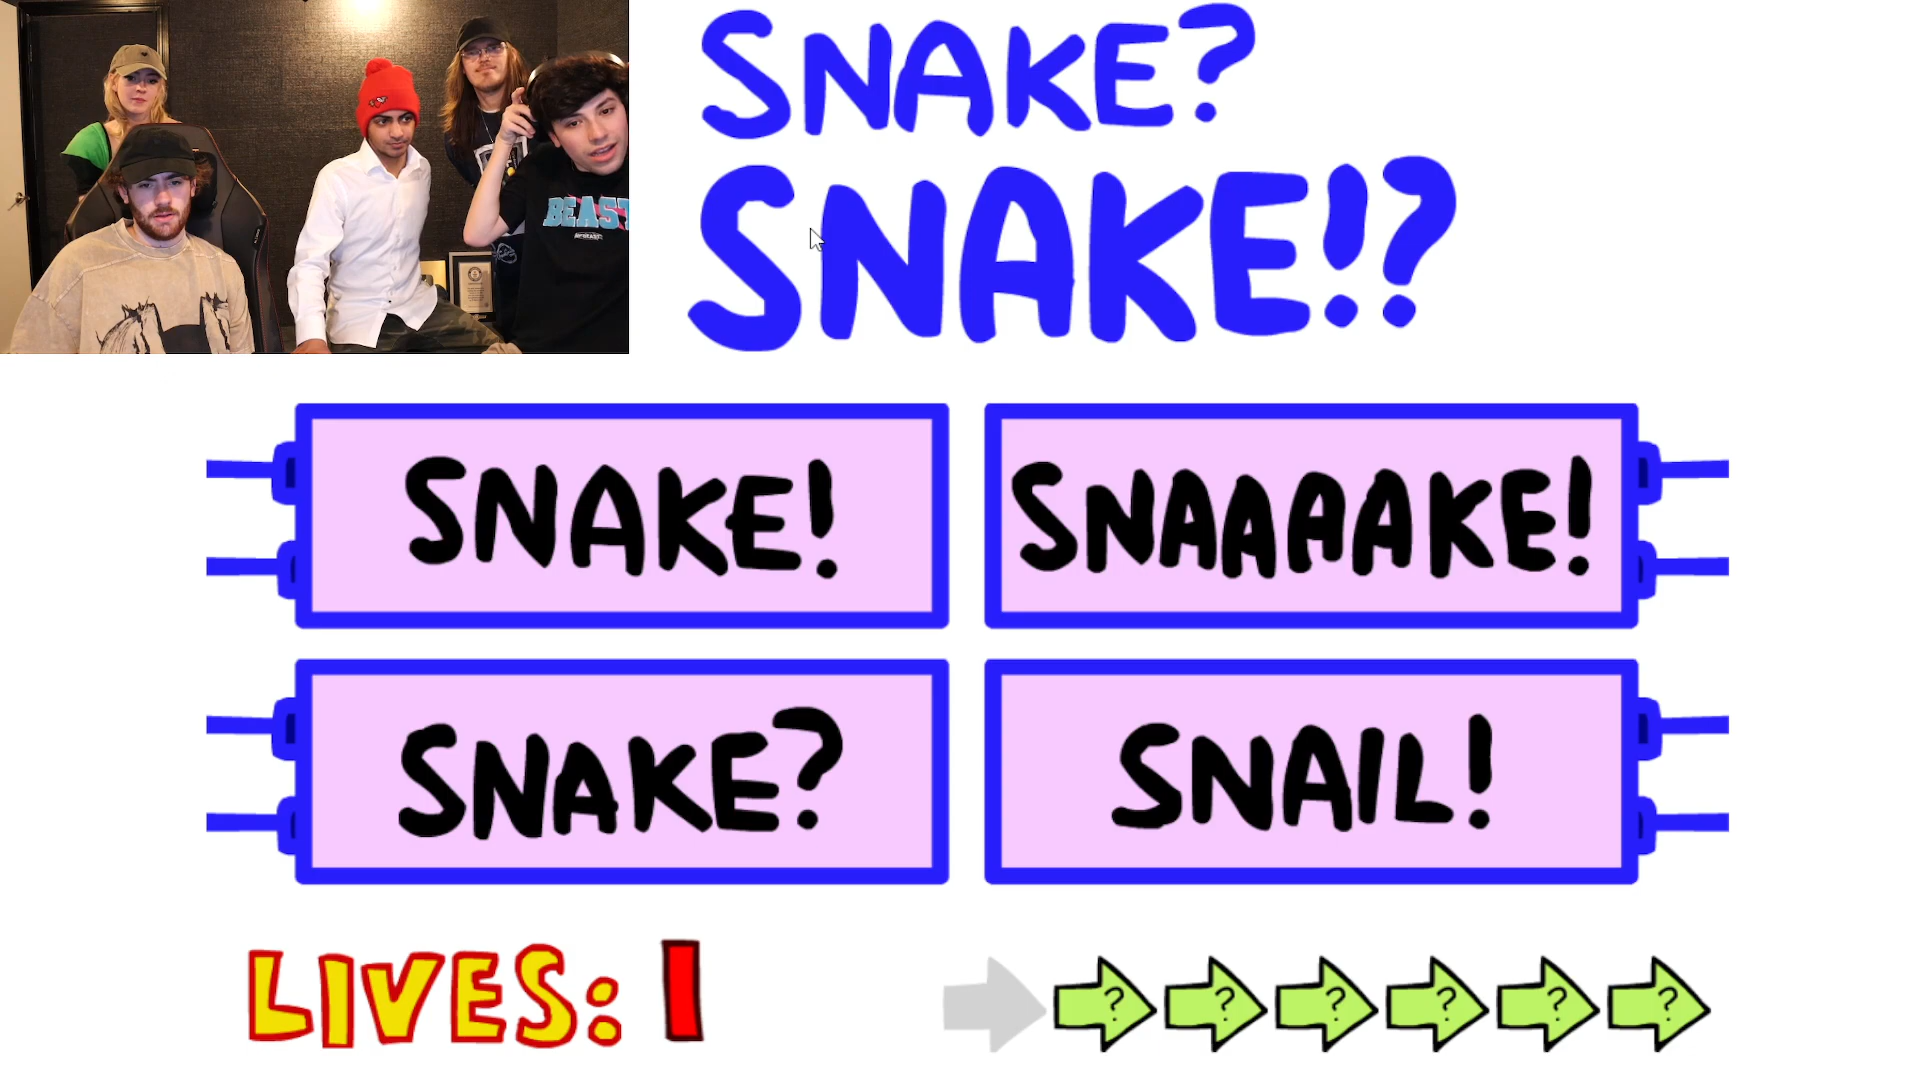 SNAKE?
SNAKE!?
BEAST
SNAKE!
SNAAAAKE!
SNAKE?
SNAIL!
LIVES: 1
? ? ? ? ? ?